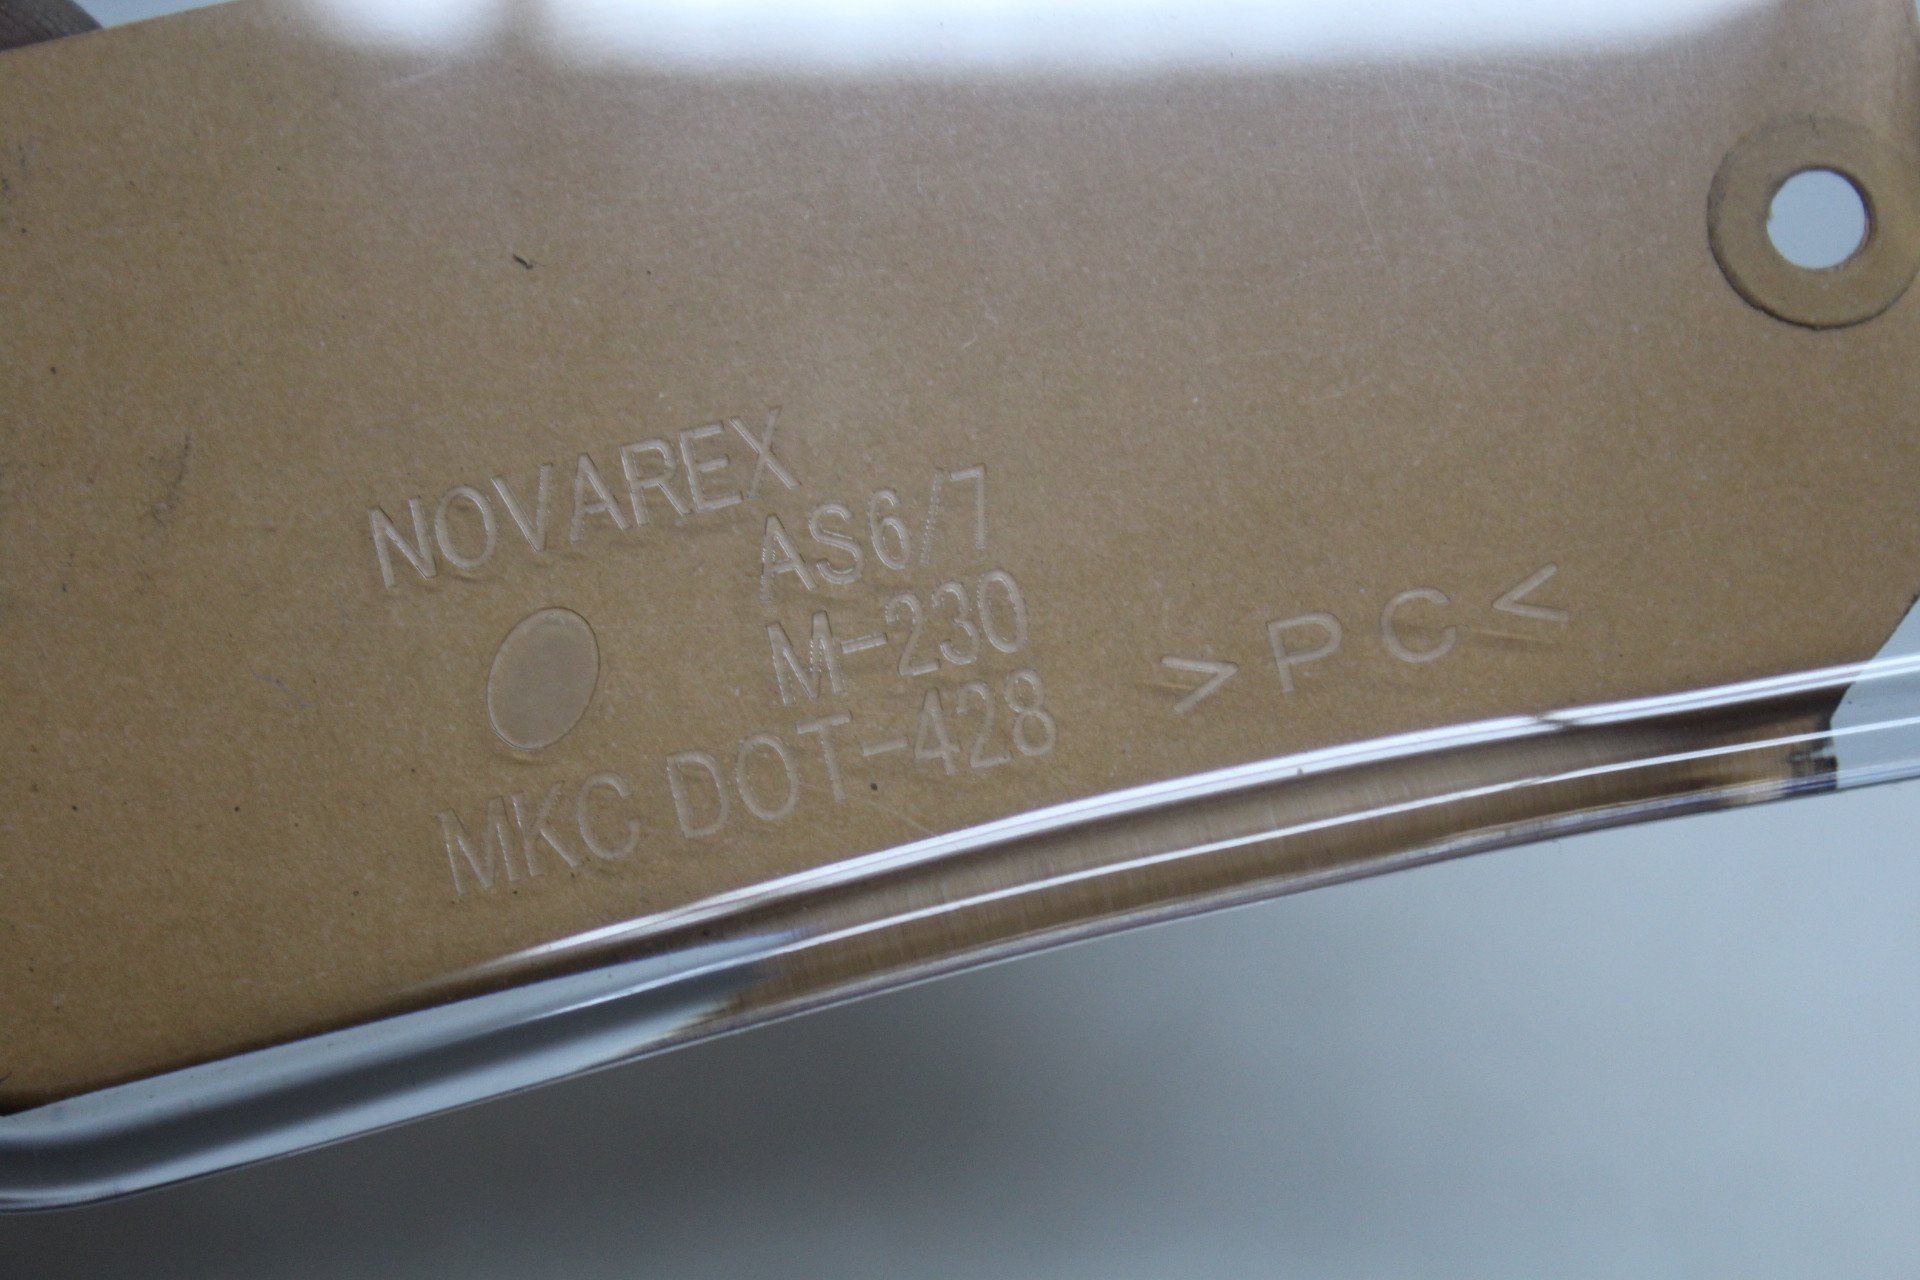 NOVAREX
AS6/7
M-230
MKC DOT-428
>PC<